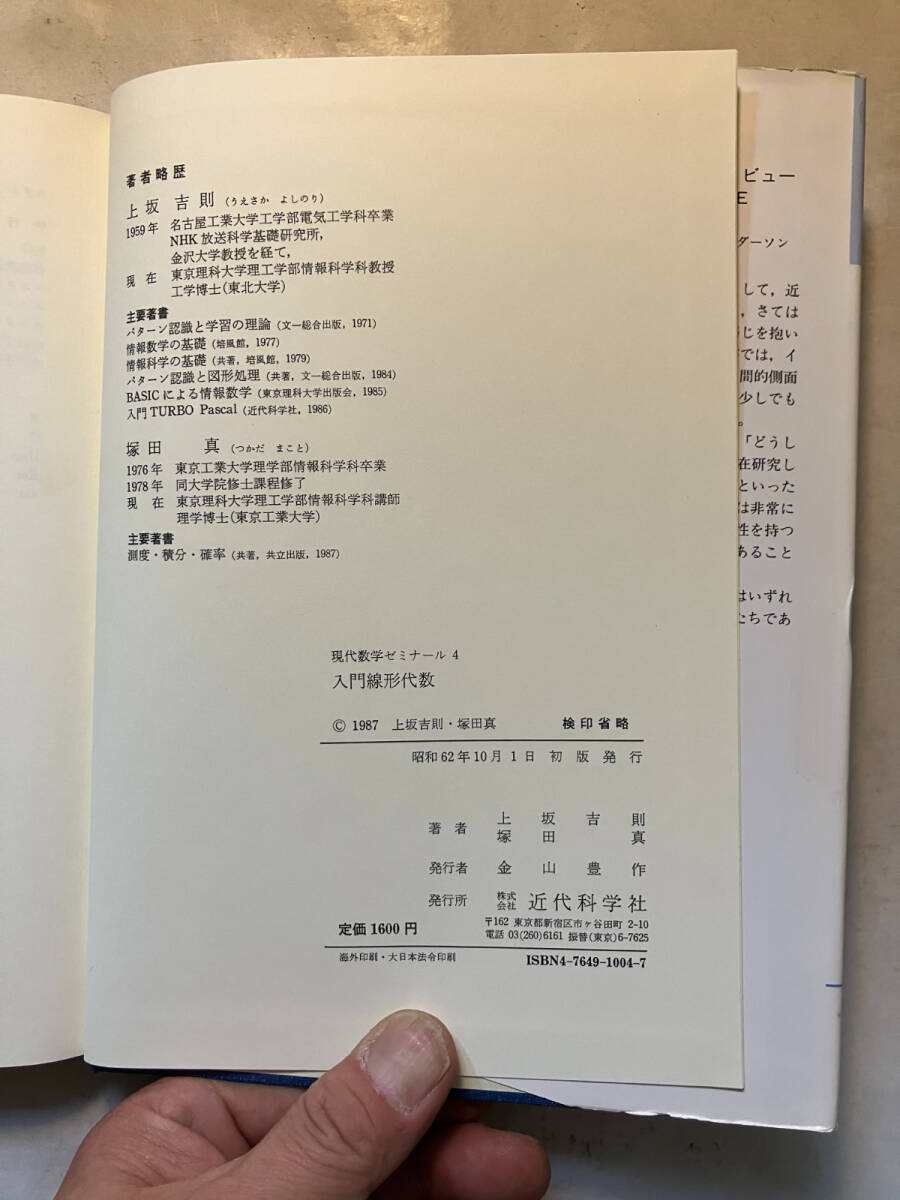 著者略歴
上坂吉則(うえさか よしのり)
1959年 名古屋工業大学工学部電気工学科卒業
NHK放送科学基礎研究所,
金沢大学教授を経て,
現在 東京理科大学理工学部情報科学科教授
工学博士(東北大学)
主要著書
パターン認識と学習の理論(文一総合出版, 1971)
情報数学の基礎(培風館, 1977)
情報科学の基礎(共著, 培風館, 1979)
パターン認識と図形処理(共著, 文一総合出版, 1984)
BASICによる情報数学(東京理科大学出版会, 1985)
入門TURBO Pascal(近代科学社, 1986)
塚田 真(つかだ まこと)
1976年 東京工業大学理学部情報科学科卒業
1978年 同大学院修士課程修了
現在 東京理科大学理工学部情報科学科講師
理学博士(東京工業大学)
主要著書
測度・積分・確率(共著, 共立出版, 1987)
現代数学ゼミナール 4
入門線形代数
© 1987 上坂吉則・塚田真 検印省略
昭和62年10月1日 初版発行
著者 上坂吉則
塚田真
発行者 金山豊作
発行所 株式会社 近代科学社
〒162 東京都新宿区市ヶ谷田町 2-10
電話 03(260)6161 振替(東京)6-7625
定価 1600円
海外印刷・大日本法令印刷 ISBN4-7649-1004-7
ビュー
E
ダーソン
して, 近
, さては
じを抱い
では, イ
間的側面
少しでも
。
「どうし
在研究し
といった
は非常に
性を持つ
あること
はいずれ
たちであ